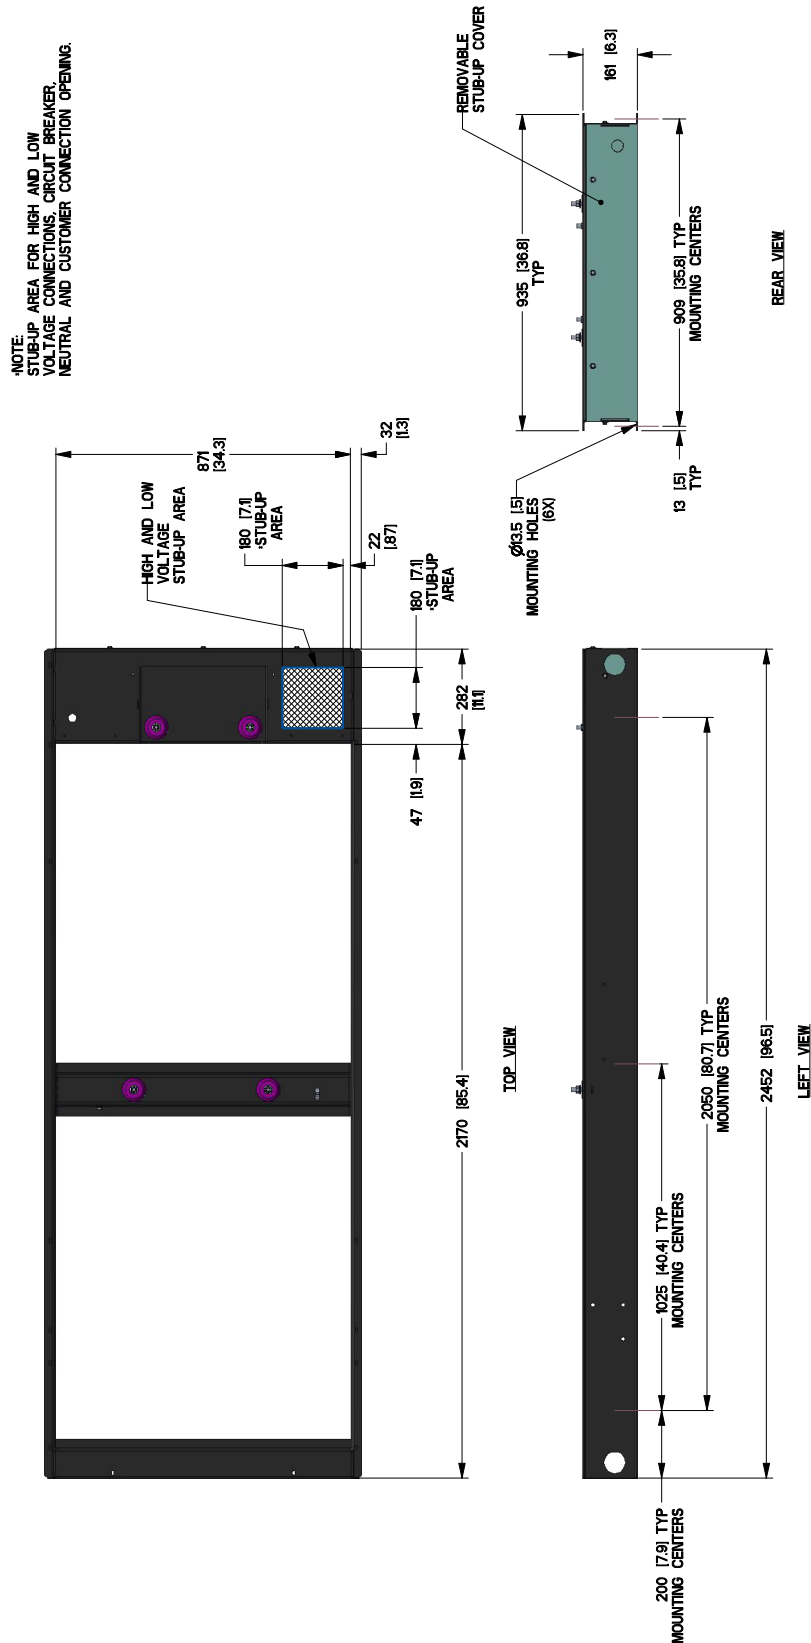 *NOTE:
STUB-UP AREA FOR HIGH AND LOW
VOLTAGE CONNECTIONS, CIRCUIT BREAKER,
NEUTRAL AND CUSTOMER CONNECTION OPENING.
871
[34.3]
32
[1.3]
HIGH AND LOW
VOLTAGE
STUB-UP AREA
180 [7.1]
*STUB-UP
AREA
22
[.87]
180 [7.1]
*STUB-UP
AREA
282
[11.1]
47 [1.9]
2170 [85.4]
TOP VIEW
REMOVABLE
STUB-UP COVER
161 [6.3]
935 [36.8]
TYP
909 [35.8] TYP
MOUNTING CENTERS
Ø13.5 [.5]
MOUNTING HOLES
(6X)
13 [.5]
TYP
REAR VIEW
1025 [40.4] TYP
MOUNTING CENTERS
2050 [80.7] TYP
MOUNTING CENTERS
2452 [96.5]
200 [7.9] TYP
MOUNTING CENTERS
LEFT VIEW